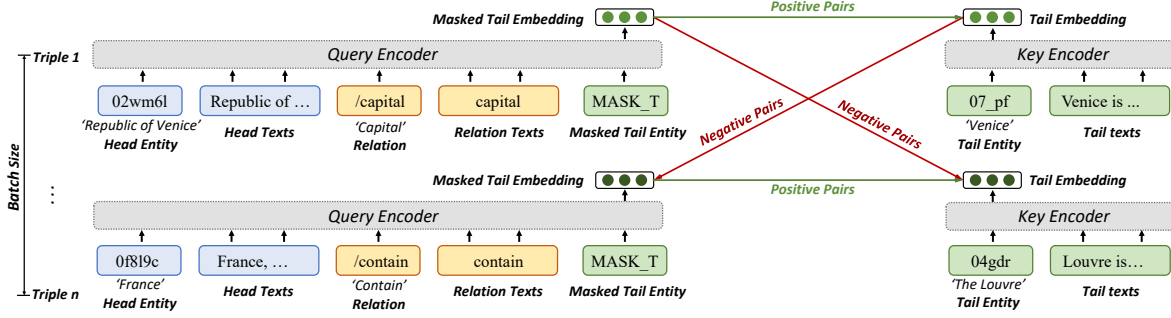 Masked Tail Embedding
Positive Pairs
Tail Embedding
Triple 1
Query Encoder
Key Encoder
02wm6l
Republic of …
/capital
capital
MASK_T
07_pf
Venice is ...
'Republic of Venice'
Head Entity
Head Texts
'Capital'
Relation
Relation Texts
Masked Tail Entity
'Venice'
Tail Entity
Tail texts
Negative Pairs
Negative Pairs
Batch Size
...
Masked Tail Embedding
Positive Pairs
Tail Embedding
Query Encoder
Key Encoder
0f8l9c
France, …
/contain
contain
MASK_T
04gdr
Louvre is…
Triple n
'France'
Head Entity
Head Texts
'Contain'
Relation
Relation Texts
Masked Tail Entity
'The Louvre'
Tail Entity
Tail texts